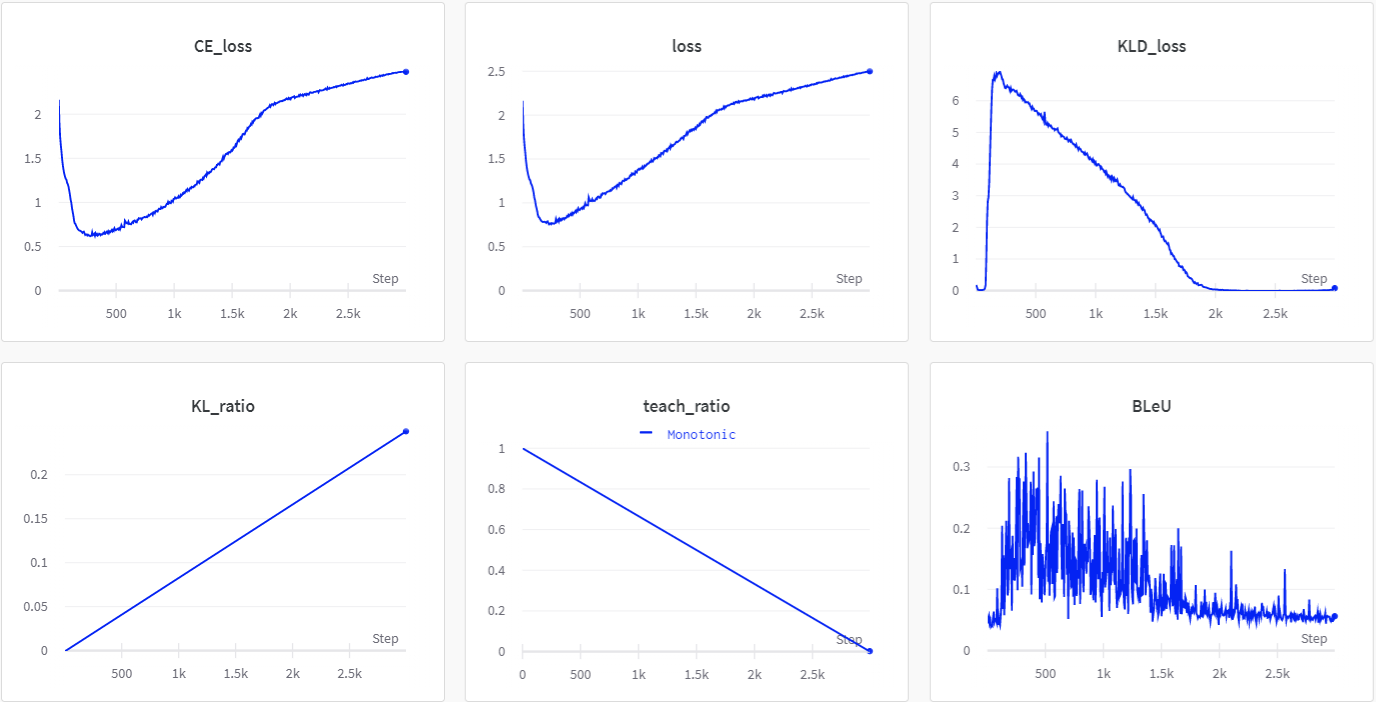 CE_loss
2
1.5
1
0.5
0
Step
500 1k 1.5k 2k 2.5k
loss
2.5
2
1.5
1
0.5
0
Step
500 1k 1.5k 2k 2.5k
KLD_loss
6
5
4
3
2
1
0
Step
500 1k 1.5k 2k 2.5k
KL_ratio
0.2
0.15
0.1
0.05
0
Step
500 1k 1.5k 2k 2.5k
teach_ratio
Monotonic
1
0.8
0.6
0.4
0.2
0
Step
0 500 1k 1.5k 2k 2.5k
BLeU
0.3
0.2
0.1
0
Step
500 1k 1.5k 2k 2.5k